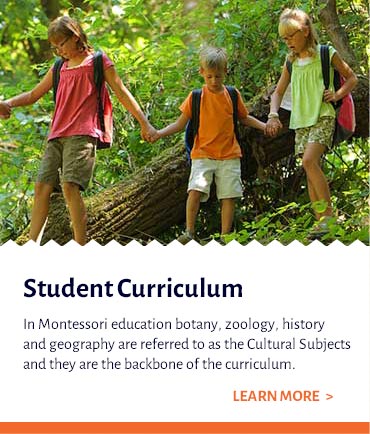 Student Curriculum
In Montessori education botany, zoology, history
and geography are referred to as the Cultural Subjects
and they are the backbone of the curriculum.
LEARN MORE >